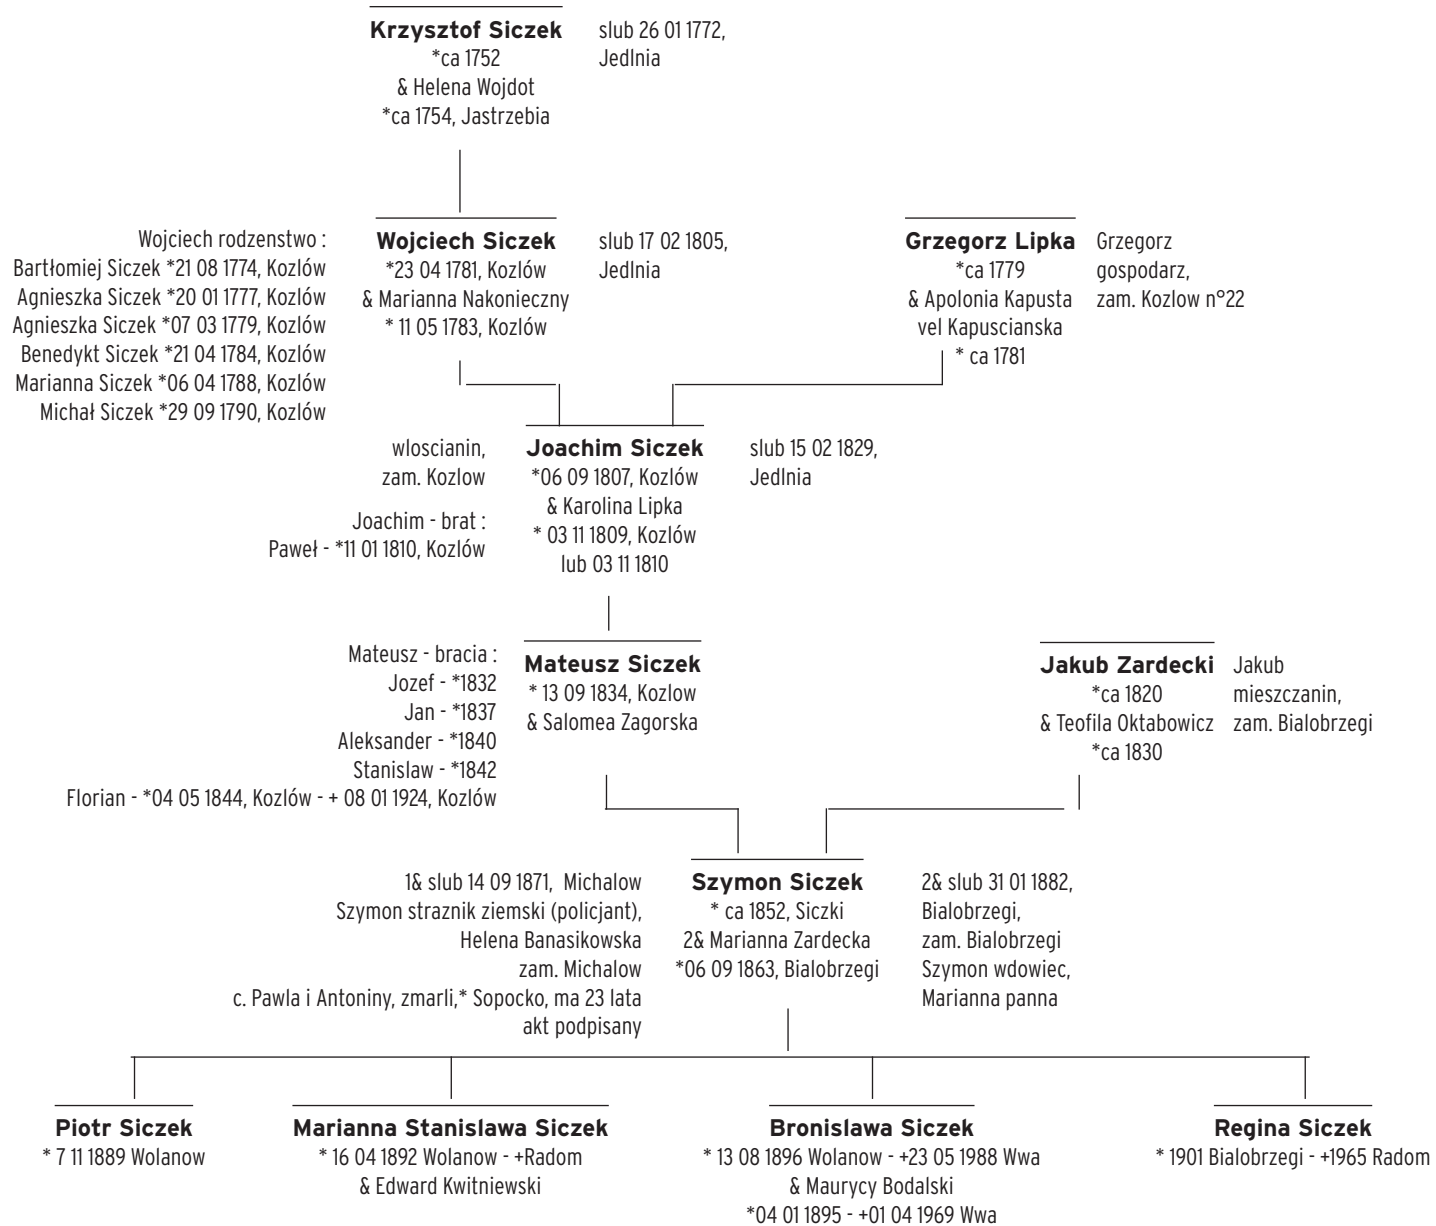 Krzysztof Siczek
*ca 1752
& Helena Wojdot
*ca 1754, Jastrzebia
slub 26 01 1772,
Jedlnia
Wojciech rodzenstwo :
Bartłomiej Siczek *21 08 1774, Kozlów
Agnieszka Siczek *20 01 1777, Kozlów
Agnieszka Siczek *07 03 1779, Kozlów
Benedykt Siczek *21 04 1784, Kozlów
Marianna Siczek *06 04 1788, Kozlów
Michał Siczek *29 09 1790, Kozlów
Wojciech Siczek
*23 04 1781, Kozlów
& Marianna Nakonieczny
* 11 05 1783, Kozlów
slub 17 02 1805,
Jedlnia
Grzegorz Lipka
*ca 1779
& Apolonia Kapusta
vel Kapuscianska
* ca 1781
Grzegorz
gospodarz,
zam. Kozlow n°22
wloscianin,
zam. Kozlow
Joachim - brat :
Paweł - *11 01 1810, Kozlów
Joachim Siczek
*06 09 1807, Kozlów
& Karolina Lipka
* 03 11 1809, Kozlów
lub 03 11 1810
slub 15 02 1829,
Jedlnia
Mateusz - bracia :
Jozef - *1832
Jan - *1837
Aleksander - *1840
Stanislaw - *1842
Florian - *04 05 1844, Kozlów - + 08 01 1924, Kozlów
Mateusz Siczek
* 13 09 1834, Kozlow
& Salomea Zagorska
Jakub Zardecki
*ca 1820
& Teofila Oktabowicz
*ca 1830
Jakub
mieszczanin,
zam. Bialobrzegi
1& slub 14 09 1871, Michalow
Szymon straznik ziemski (policjant),
Helena Banasikowska
zam. Michalow
c. Pawla i Antoniny, zmarli,* Sopocko, ma 23 lata
akt podpisany
Szymon Siczek
* ca 1852, Siczki
2& Marianna Zardecka
*06 09 1863, Bialobrzegi
2& slub 31 01 1882,
Bialobrzegi,
zam. Bialobrzegi
Szymon wdowiec,
Marianna panna
Piotr Siczek
* 7 11 1889 Wolanow
Marianna Stanislawa Siczek
* 16 04 1892 Wolanow - +Radom
& Edward Kwitniewski
Bronislawa Siczek
* 13 08 1896 Wolanow - +23 05 1988 Wwa
& Maurycy Bodalski
*04 01 1895 - +01 04 1969 Wwa
Regina Siczek
* 1901 Bialobrzegi - +1965 Radom